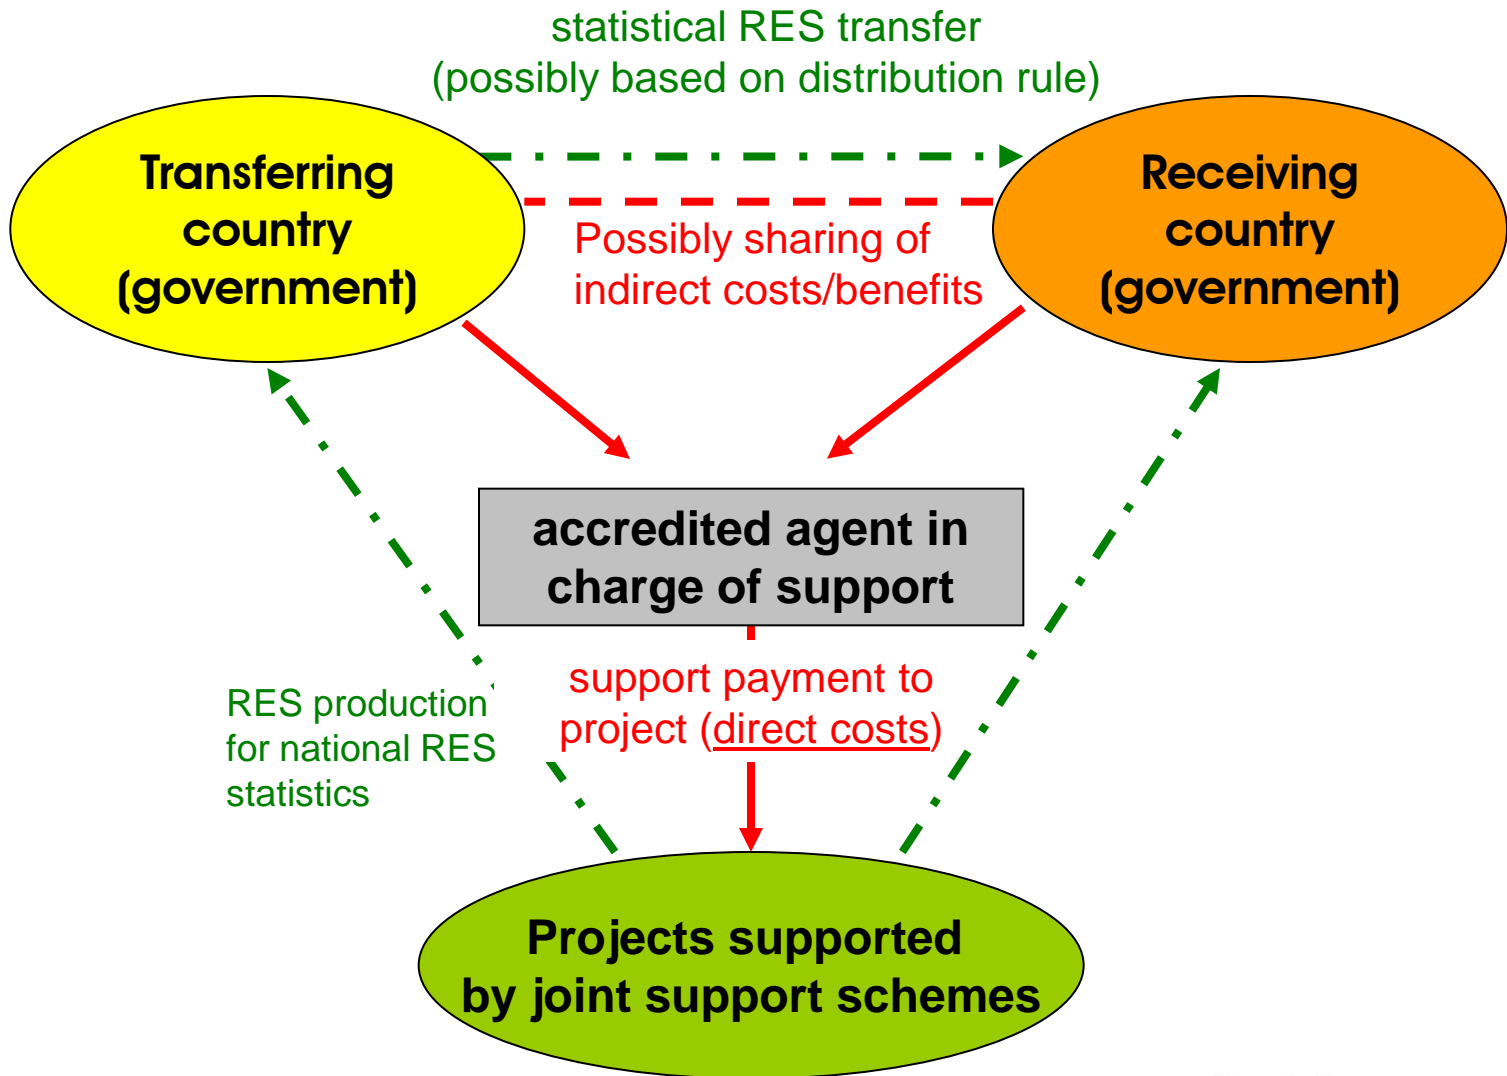 statistical RES transfer
(possibly based on distribution rule)
Transferring
country
(government)
Receiving
country
(government)
Possibly sharing of
indirect costs/benefits
accredited agent in
charge of support
support payment to
project (direct costs)
RES production
for national RES
statistics
Projects supported
by joint support schemes